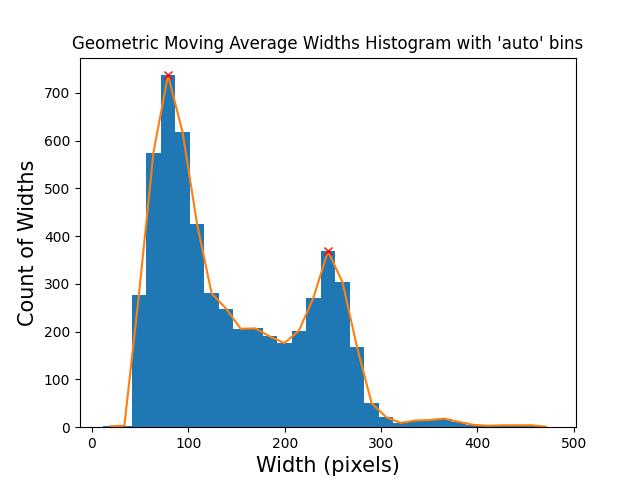 Geometric Moving Average Widths Histogram with 'auto' bins
700
600
500
400
300
200
100
0
Count of Widths
0 100 200 300 400 500
Width (pixels)